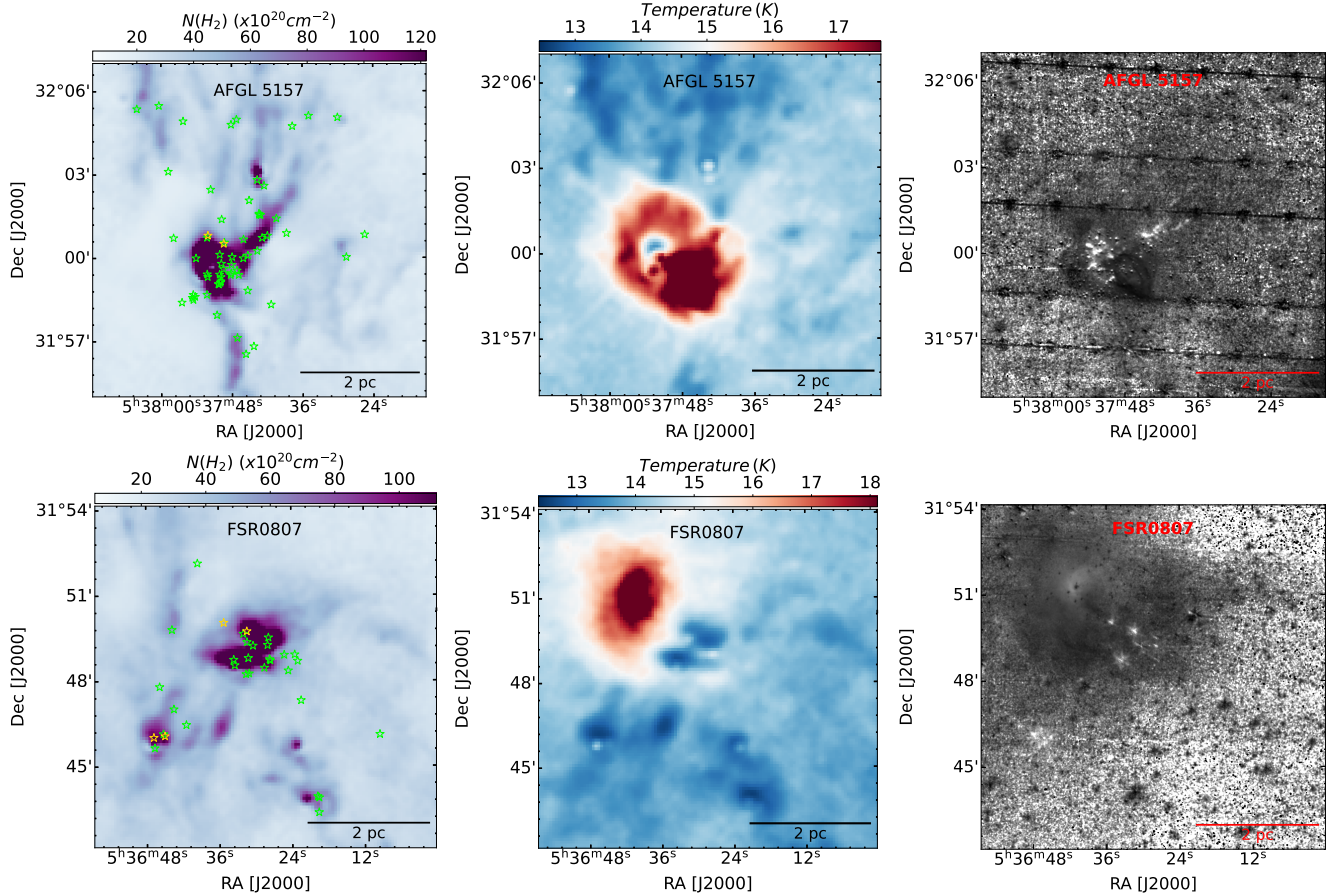 N(H₂) (x10²⁰cm⁻²)
20 40 60 80 100 120
AFGL 5157
32°06'
03'
00'
31°57'
Dec [J2000]
2 pc
5ʰ38ᵐ00ˢ 37ᵐ48ˢ 36ˢ 24ˢ
RA [J2000]
Temperature (K)
13 14 15 16 17
AFGL 5157
32°06'
03'
00'
31°57'
Dec [J2000]
2 pc
5ʰ38ᵐ00ˢ 37ᵐ48ˢ 36ˢ 24ˢ
RA [J2000]
AFGL 5157
32°06'
03'
00'
31°57'
Dec [J2000]
2 pc
5ʰ38ᵐ00ˢ 37ᵐ48ˢ 36ˢ 24ˢ
RA [J2000]
N(H₂) (x10²⁰cm⁻²)
20 40 60 80 100
FSR0807
31°54'
51'
48'
45'
Dec [J2000]
2 pc
5ʰ36ᵐ48ˢ 36ˢ 24ˢ 12ˢ
RA [J2000]
Temperature (K)
13 14 15 16 17 18
FSR0807
31°54'
51'
48'
45'
Dec [J2000]
2 pc
5ʰ36ᵐ48ˢ 36ˢ 24ˢ 12ˢ
RA [J2000]
FSR0807
31°54'
51'
48'
45'
Dec [J2000]
2 pc
5ʰ36ᵐ48ˢ 36ˢ 24ˢ 12ˢ
RA [J2000]